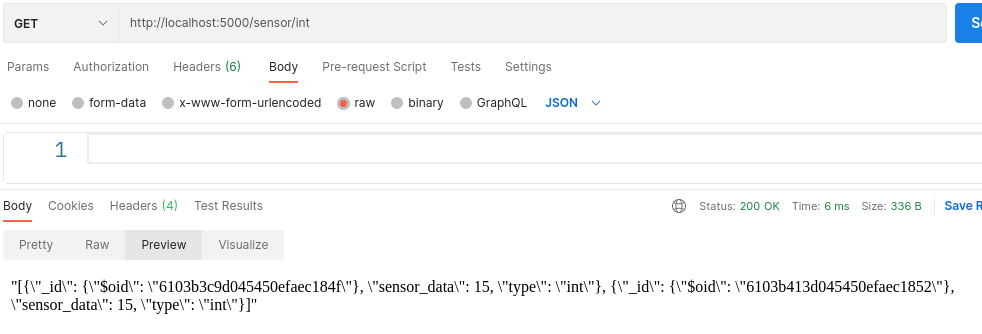 GET http://localhost:5000/sensor/int
Params Authorization Headers (6) Body Pre-request Script Tests Settings
none form-data x-www-form-urlencoded raw binary GraphQL JSON
1
Body Cookies Headers (4) Test Results Status: 200 OK Time: 6 ms Size: 336 B Save R
Pretty Raw Preview Visualize
"[{\"_id\": {\"$oid\": \"6103b3c9d045450efaec184f\"}, \"sensor_data\": 15, \"type\": \"int\"}, {\"_id\": {\"$oid\": \"6103b413d045450efaec1852\"},
\"sensor_data\": 15, \"type\": \"int\"}]"